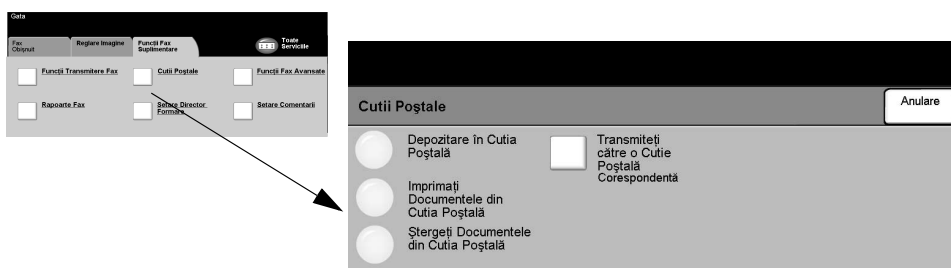 Gata
Fax
Obişnuit
Reglare Imagine
Funcţii Fax
Suplimentare
Toate
Serviciile
Funcţii Transmitere Fax
Cutii Poştale
Funcţii Fax Avansate
Rapoarte Fax
Setare Director
Formare
Setare Comentarii
Cutii Poştale
Anulare
Depozitare în Cutia
Poştală
Transmiteţi
către o Cutie
Poştală
Corespondentă
Imprimaţi
Documentele din
Cutia Poştală
Ştergeţi Documentele
din Cutia Poştală